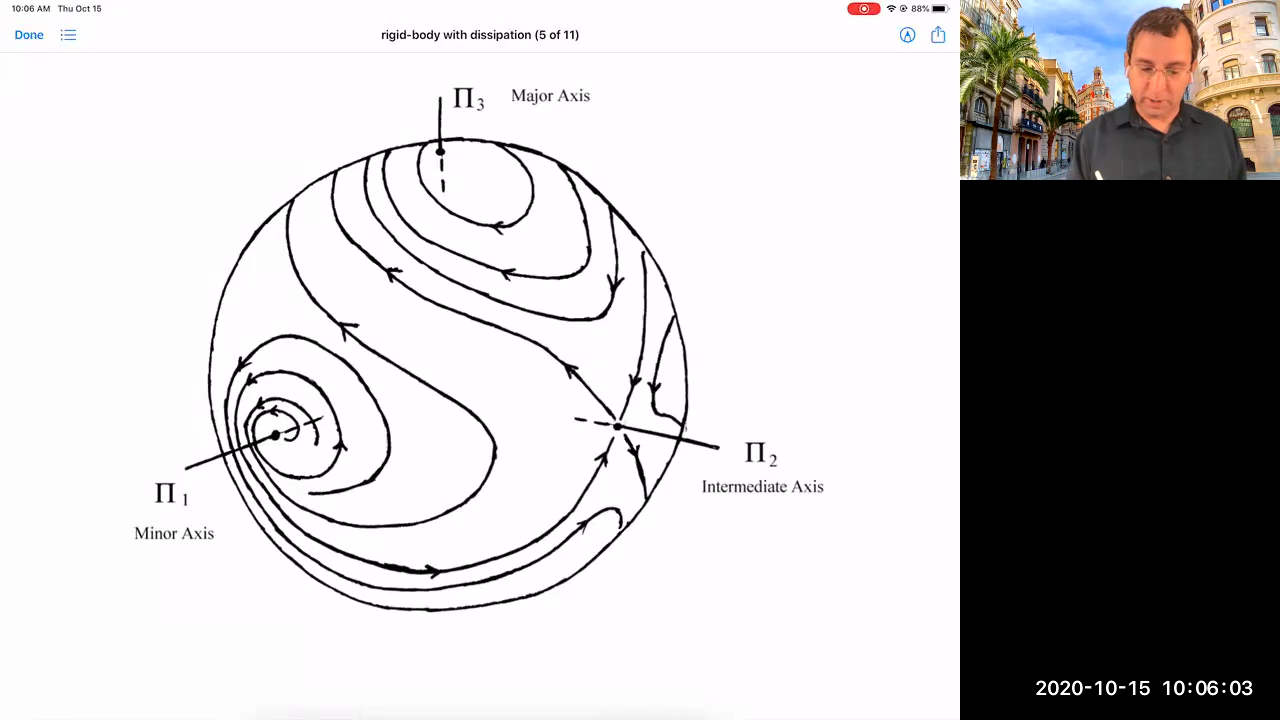 10:06 AM Thu Oct 15
88%
Done
rigid-body with dissipation (5 of 11)
Π3 Major Axis
Π2
Intermediate Axis
Π1
Minor Axis
2020-10-15 10:06:03